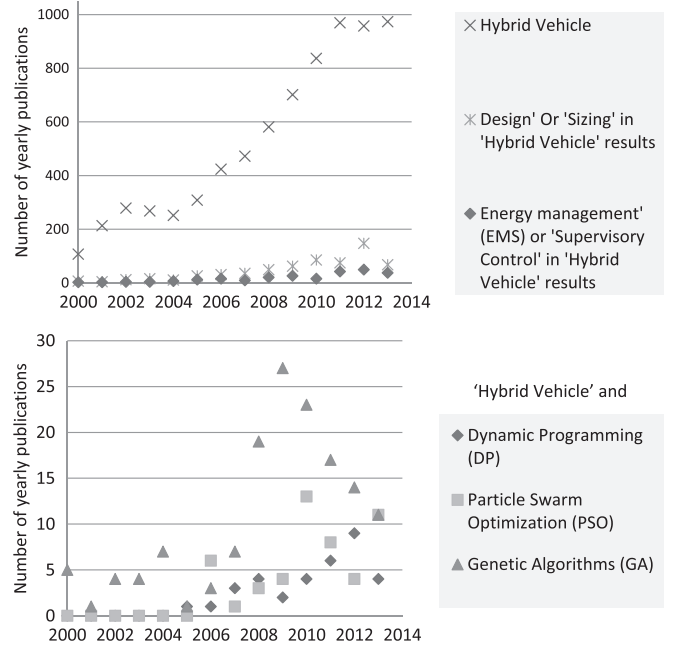 Number of yearly publications
1000
800
600
400
200
0
2000 2002 2004 2006 2008 2010 2012 2014
Hybrid Vehicle
Design' Or 'Sizing' in
'Hybrid Vehicle' results
Energy management'
(EMS) or 'Supervisory
Control' in 'Hybrid
Vehicle' results
Number of yearly publications
30
25
20
15
10
5
0
2000 2002 2004 2006 2008 2010 2012 2014
‘Hybrid Vehicle’ and
Dynamic Programming
(DP)
Particle Swarm
Optimization (PSO)
Genetic Algorithms (GA)